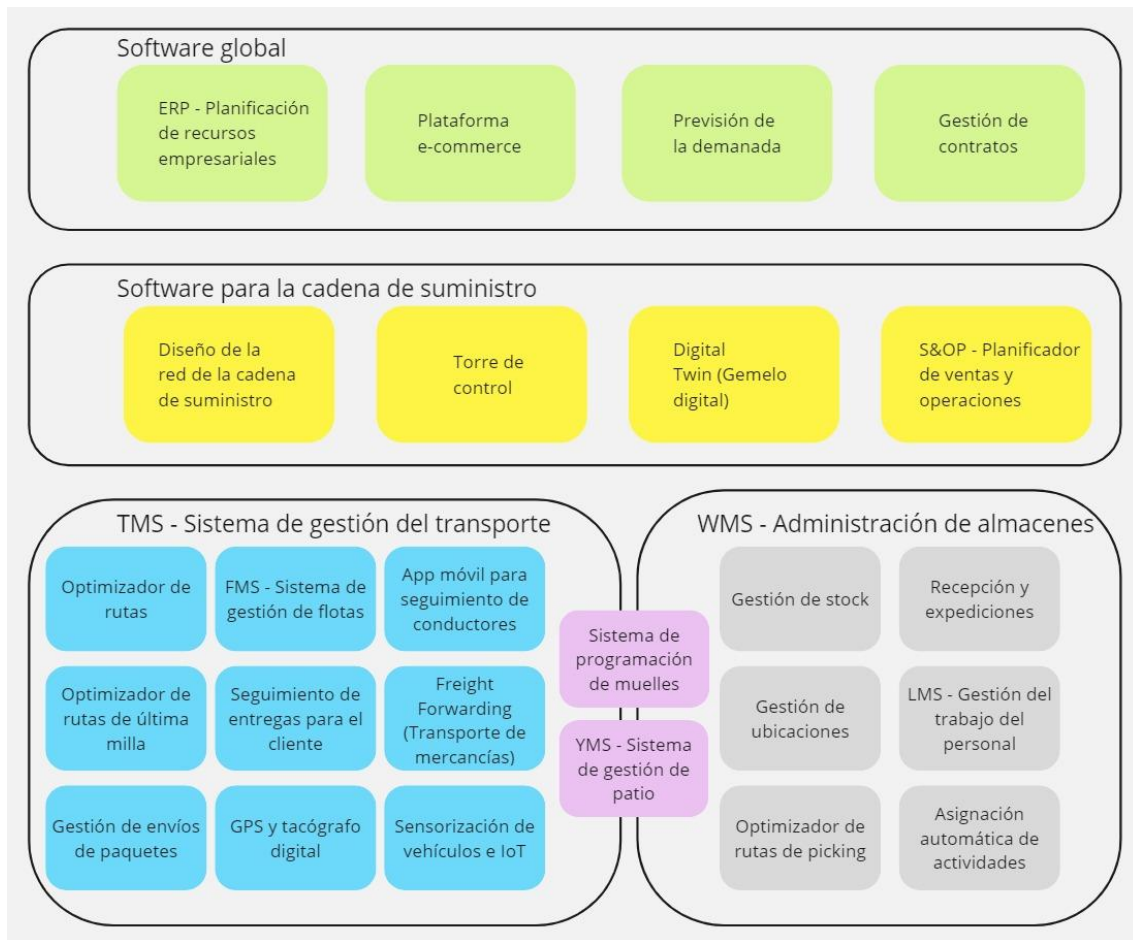 Software global
ERP - Planificación
de recursos
empresariales
Plataforma
e-commerce
Previsión de
la demanada
Gestión de
contratos
Software para la cadena de suministro
Diseño de la
red de la cadena
de suministro
Torre de
control
Digital
Twin (Gemelo
digital)
S&OP - Planificador
de ventas y
operaciones
TMS - Sistema de gestión del transporte
Optimizador de
rutas
FMS - Sistema de
gestión de flotas
App móvil para
seguimiento de
conductores
Optimizador de
rutas de última
milla
Seguimiento de
entregas para el
cliente
Freight
Forwarding
(Transporte de
mercancías)
Gestión de envíos
de paquetes
GPS y tacógrafo
digital
Sensorización de
vehículos e IoT
Sistema de
programación
de muelles
YMS - Sistema
de gestión de
patio
WMS - Administración de almacenes
Gestión de stock
Recepción y
expediciones
Gestión de
ubicaciones
LMS - Gestión del
trabajo del
personal
Optimizador de
rutas de picking
Asignación
automática de
actividades